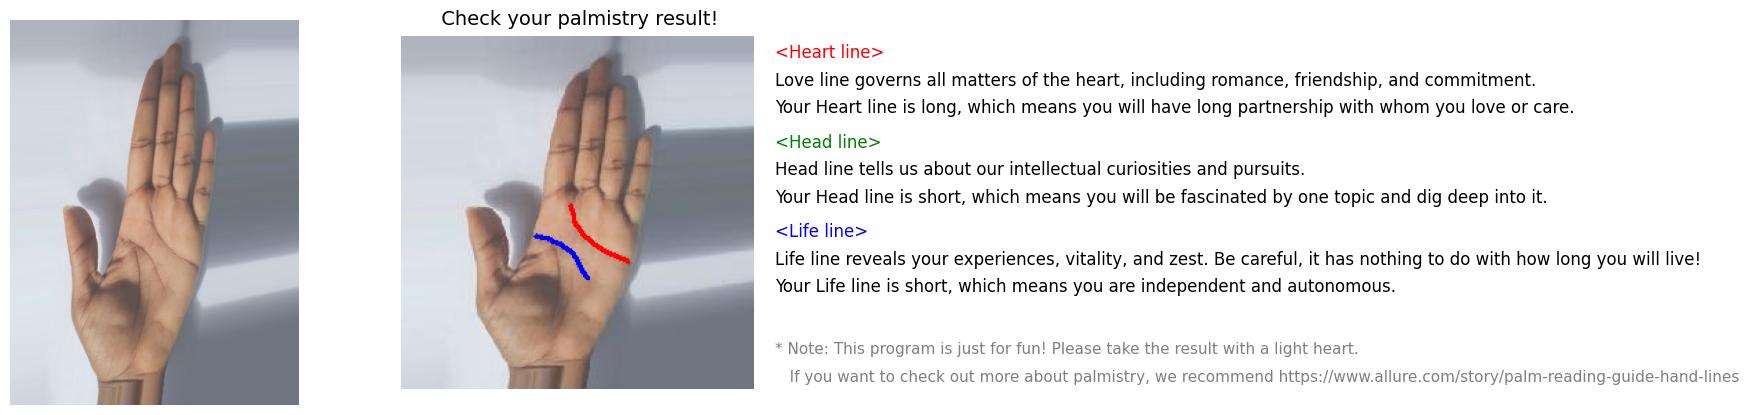 Check your palmistry result!
<Heart line>
Love line governs all matters of the heart, including romance, friendship, and commitment.
Your Heart line is long, which means you will have long partnership with whom you love or care.
<Head line>
Head line tells us about our intellectual curiosities and pursuits.
Your Head line is short, which means you will be fascinated by one topic and dig deep into it.
<Life line>
Life line reveals your experiences, vitality, and zest. Be careful, it has nothing to do with how long you will live!
Your Life line is short, which means you are independent and autonomous.
* Note: This program is just for fun! Please take the result with a light heart.
If you want to check out more about palmistry, we recommend https://www.allure.com/story/palm-reading-guide-hand-lines